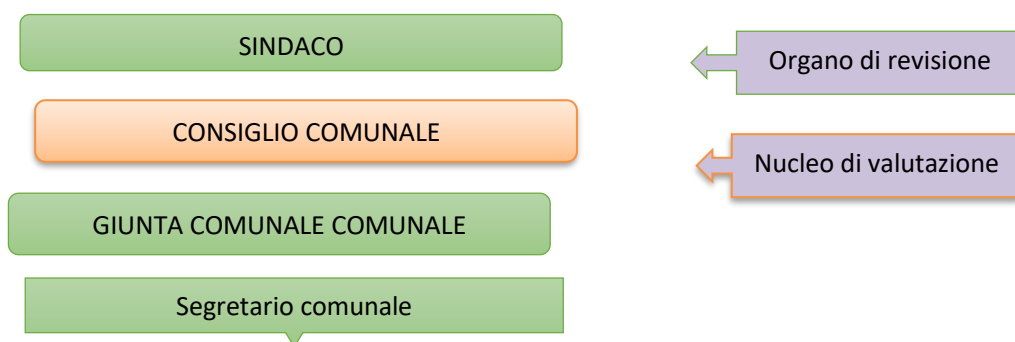 SINDACO
Organo di revisione
CONSIGLIO COMUNALE
Nucleo di valutazione
GIUNTA COMUNALE COMUNALE
Segretario comunale